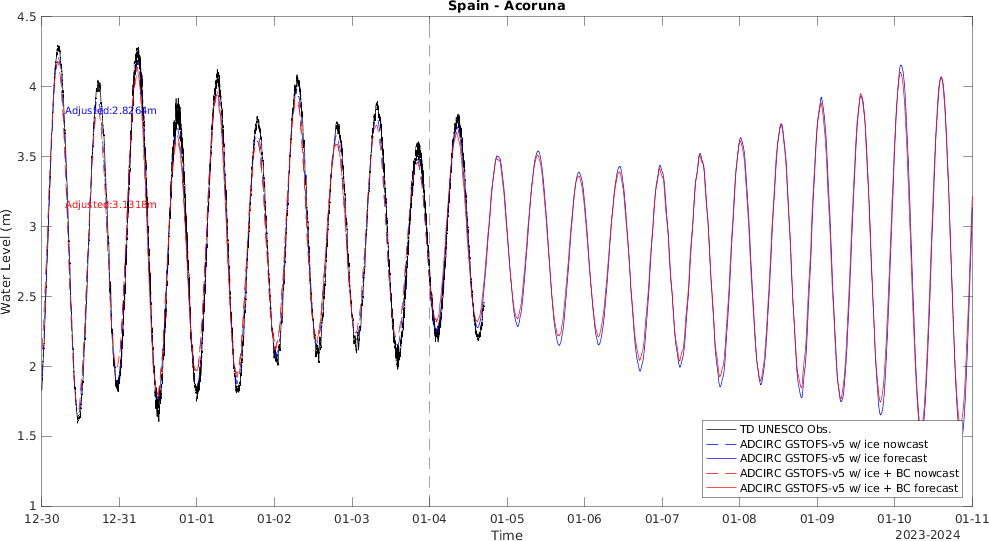 Spain - Acoruna
4.5
4
3.5
3
2.5
2
1.5
1
Water Level (m)
Adjusted:2.8264m
Adjusted:3.1318m
TD UNESCO Obs.
ADCIRC GSTOFS-v5 w/ ice nowcast
ADCIRC GSTOFS-v5 w/ ice forecast
ADCIRC GSTOFS-v5 w/ ice + BC nowcast
ADCIRC GSTOFS-v5 w/ ice + BC forecast
12-30 12-31 01-01 01-02 01-03 01-04 01-05 01-06 01-07 01-08 01-09 01-10 01-11
Time
2023-2024